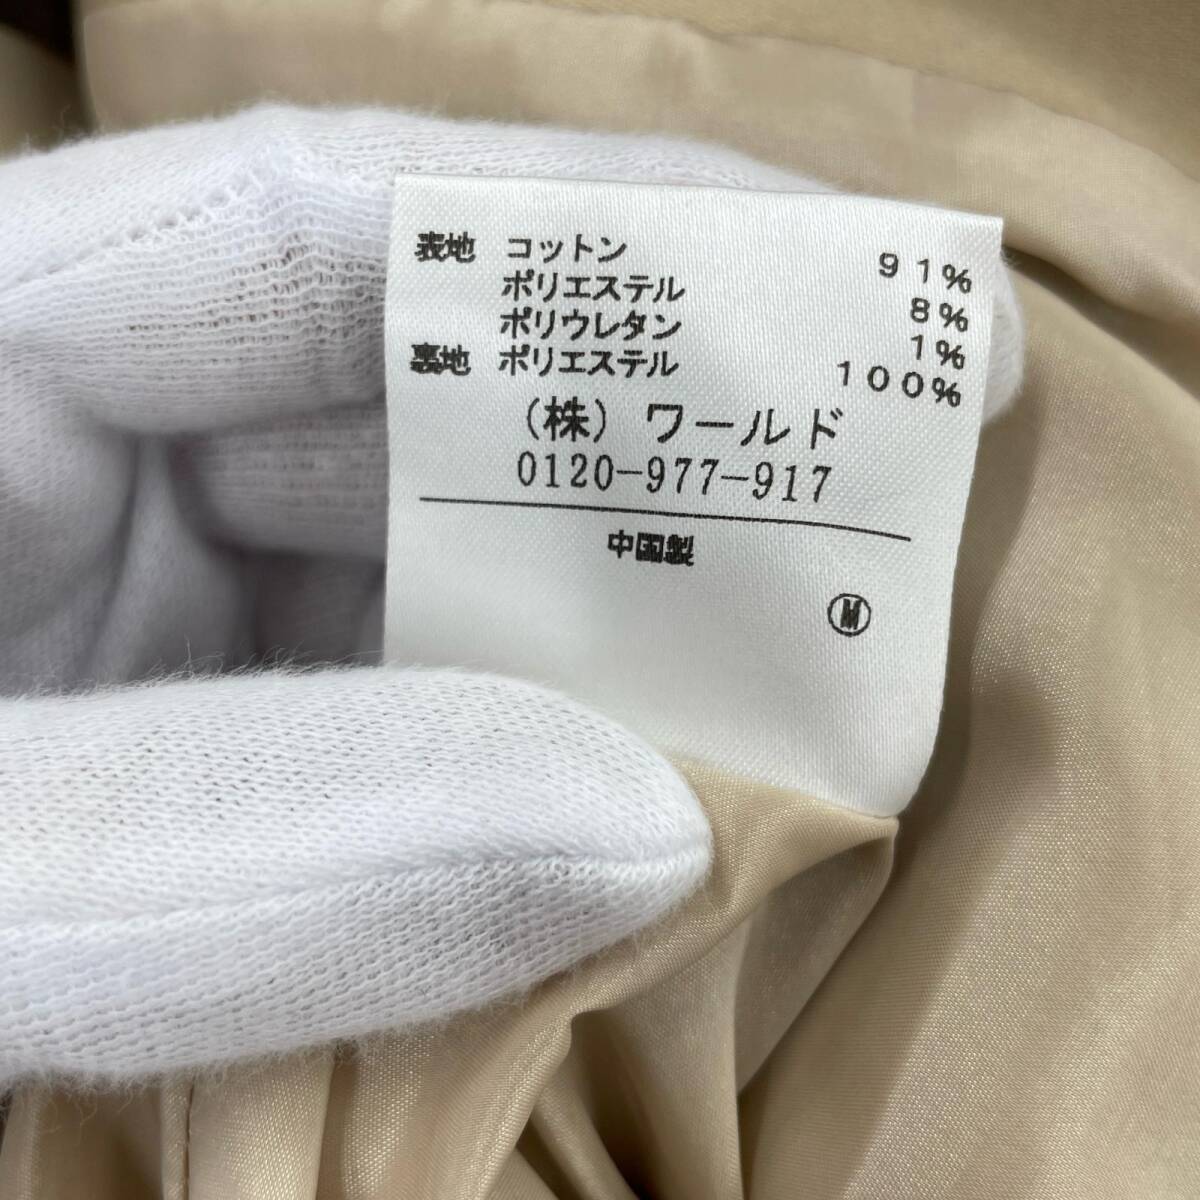 表地 コットン 91%
ポリエステル 8%
ポリウレタン 1%
裏地 ポリエステル 100%
(株) ワールド
0120-977-917
中国製
M